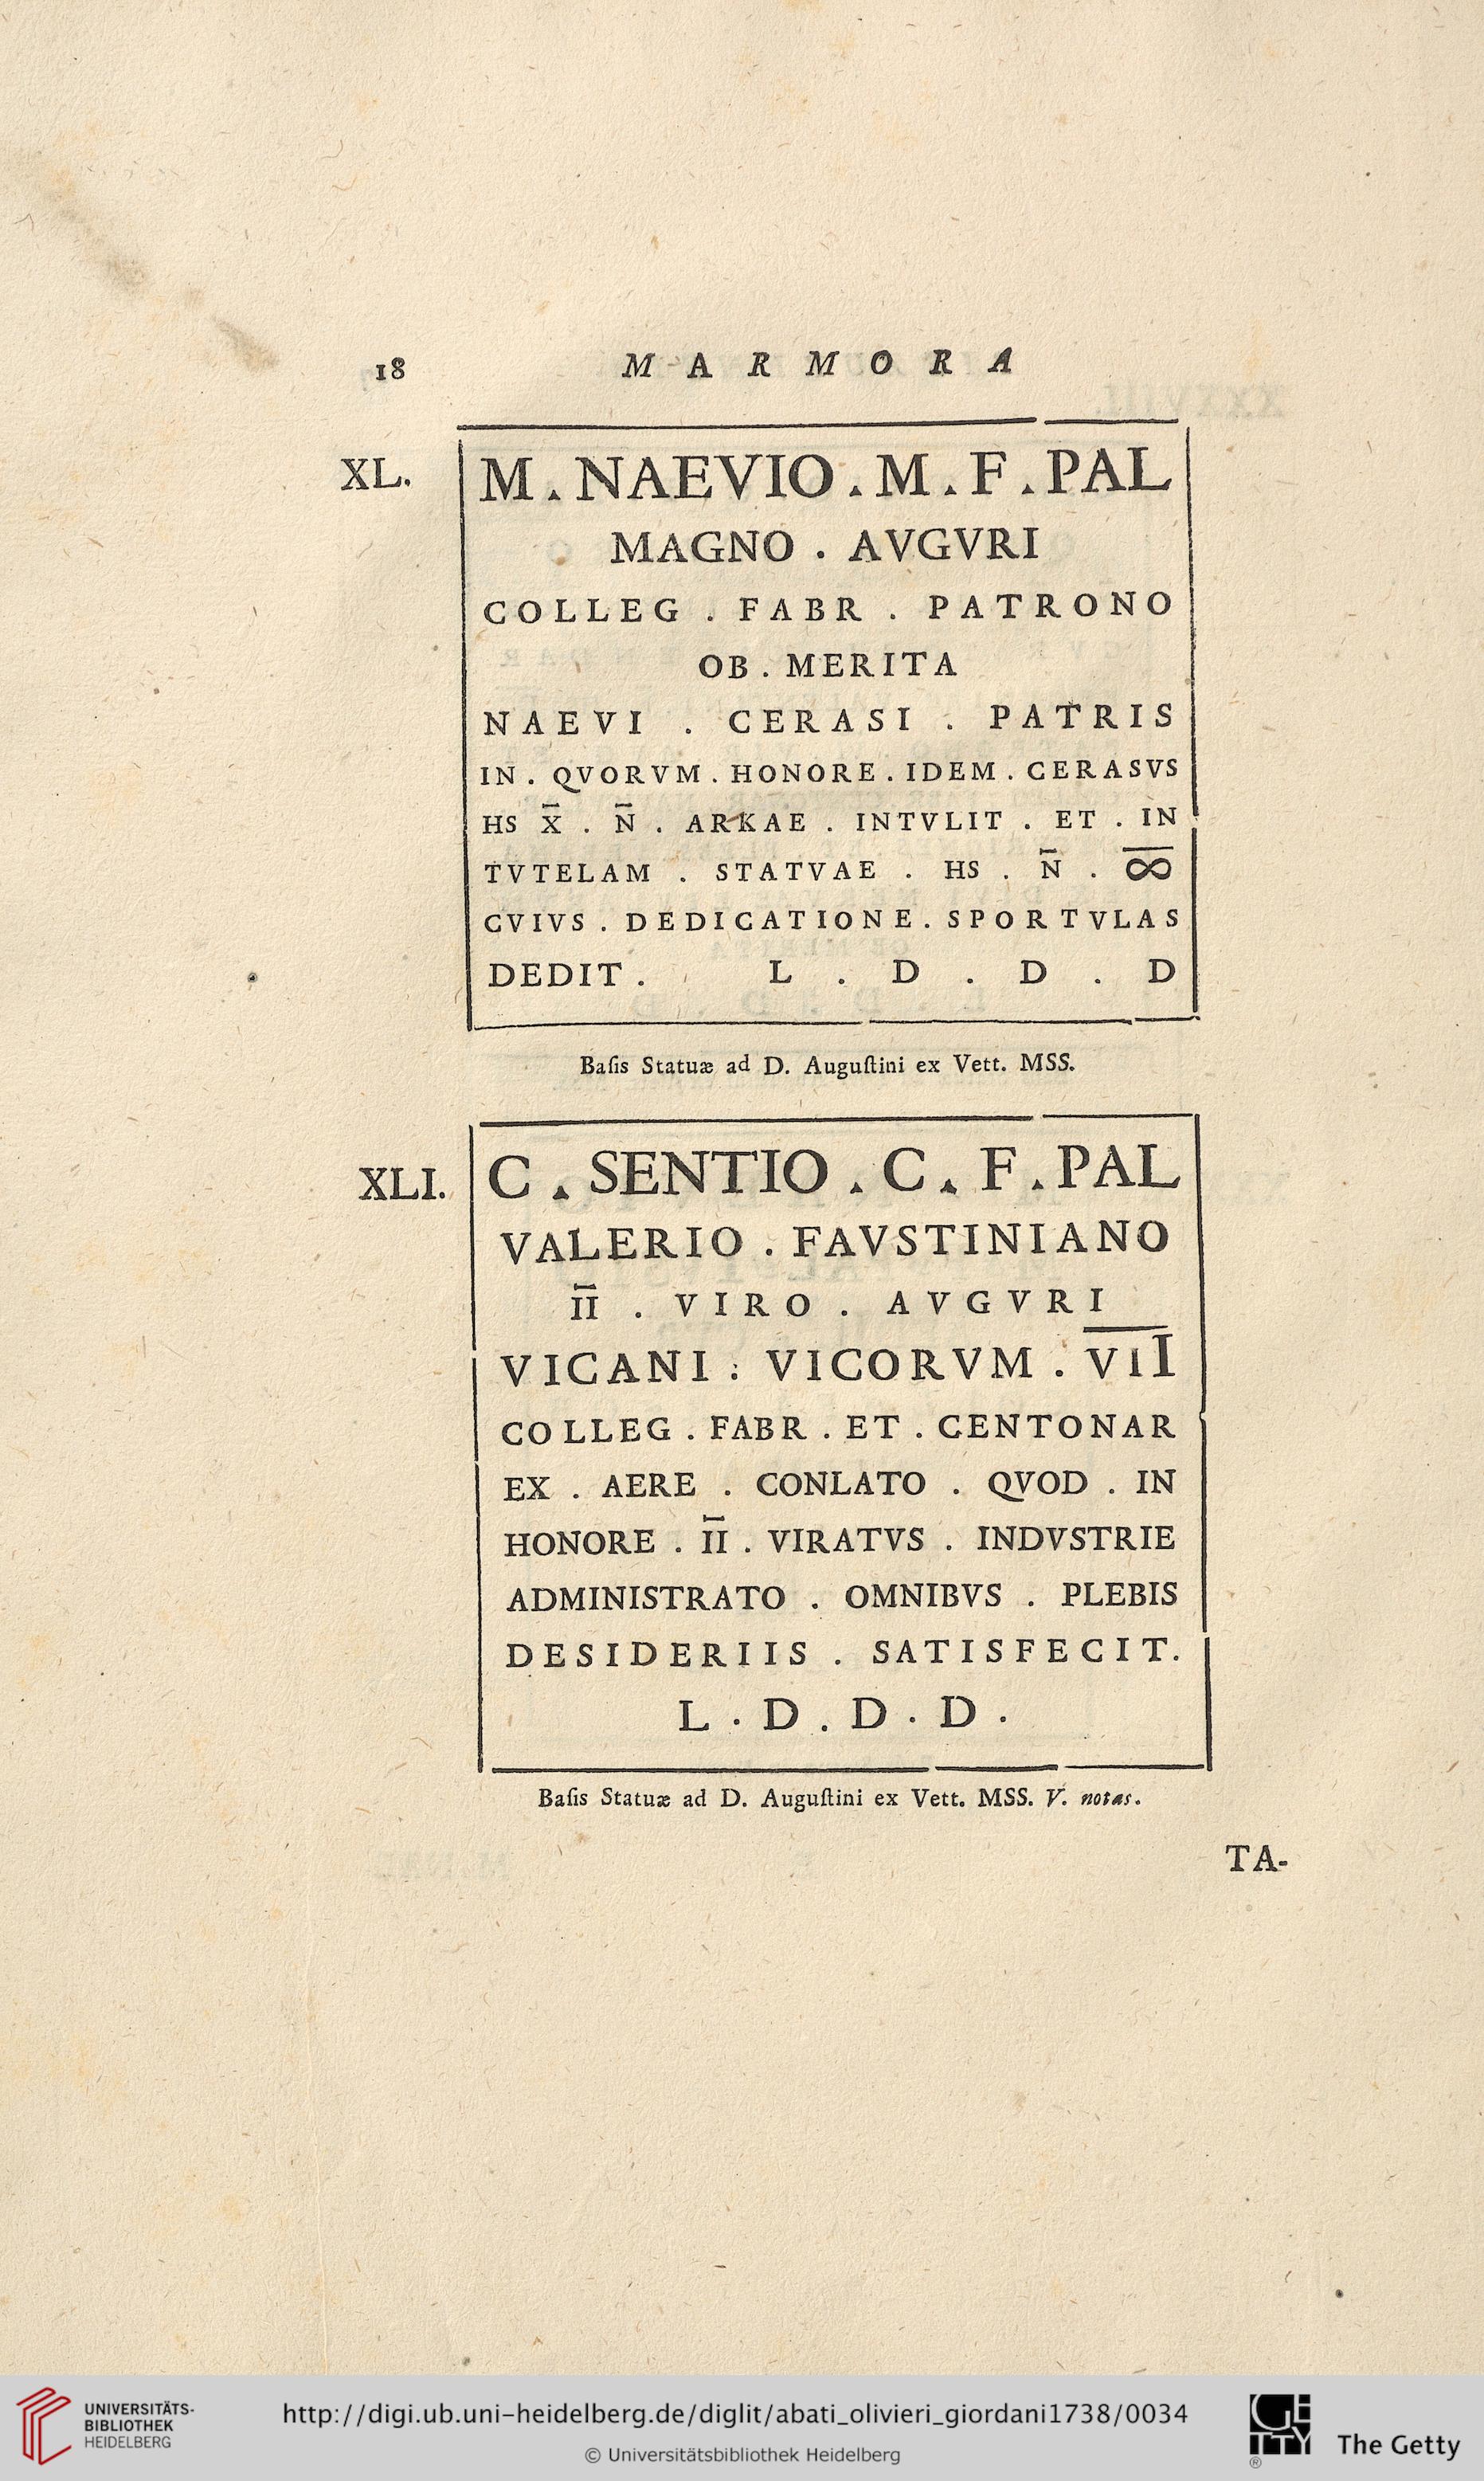 18 MARMORA
XL.
M . NAEVIO . M . F . PAL
MAGNO . AVGVRI
COLLEG . FABR . PATRONO
OB . MERITA
NAEVI . CERASI . PATRIS
IN . QVORVM . HONORE . IDEM . CERASVS
HS X̅ . N̅ . ARKAE . INTVLIT . ET . IN
TVTELAM . STATVAE . HS . N̅ . ∞̅
CVIVS . DEDICATIONE . SPORTVLAS
DEDIT . L . D . D . D
Baſis Statuæ ad D. Auguſtini ex Vett. MSS.
XLI.
C . SENTIO . C . F . PAL
VALERIO . FAVSTINIANO
I̅I̅ . VIRO . AVGVRI
VICANI : VICORVM . V̅I̅I̅
COLLEG . FABR . ET . CENTONAR
EX . AERE . CONLATO . QVOD . IN
HONORE . I̅I̅ . VIRATVS . INDVSTRIE
ADMINISTRATO . OMNIBVS . PLEBIS
DESIDERIIS . SATISFECIT.
L . D . D . D .
Baſis Statuæ ad D. Auguſtini ex Vett. MSS. V. notas.
TA-
UNIVERSITÄTS-
BIBLIOTHEK
HEIDELBERG
http://digi.ub.uni-heidelberg.de/diglit/abati_olivieri_giordani1738/0034
© Universitätsbibliothek Heidelberg
GETTY
®
The Getty